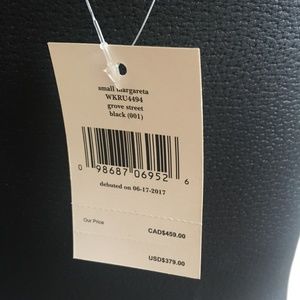 small margareta
WKRU4494
grove street
black (001)
0 98687 06952 6
debuted on 06-17-2017
Our Price
CAD$459.00
USD$379.00